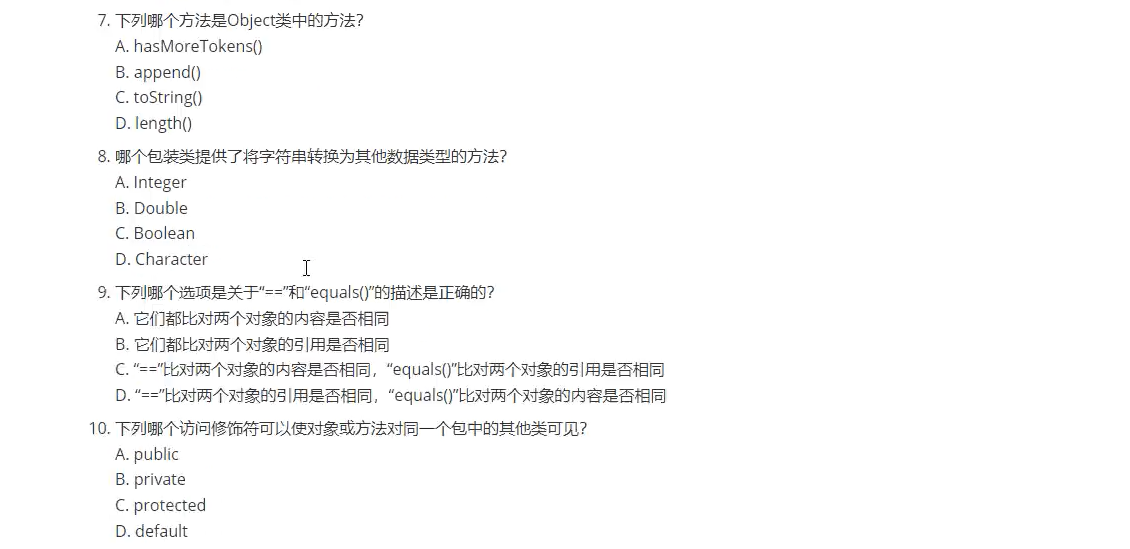 7. 下列哪个方法是Object类中的方法？
A. hasMoreTokens()
B. append()
C. toString()
D. length()
8. 哪个包装类提供了将字符串转换为其他数据类型的方法？
A. Integer
B. Double
C. Boolean
D. Character
9. 下列哪个选项是关于“==”和“equals()”的描述是正确的？
A. 它们都比对两个对象的内容是否相同
B. 它们都比对两个对象的引用是否相同
C. “==”比对两个对象的内容是否相同，“equals()”比对两个对象的引用是否相同
D. “==”比对两个对象的引用是否相同，“equals()”比对两个对象的内容是否相同
10. 下列哪个访问修饰符可以使对象或方法对同一个包中的其他类可见？
A. public
B. private
C. protected
D. default